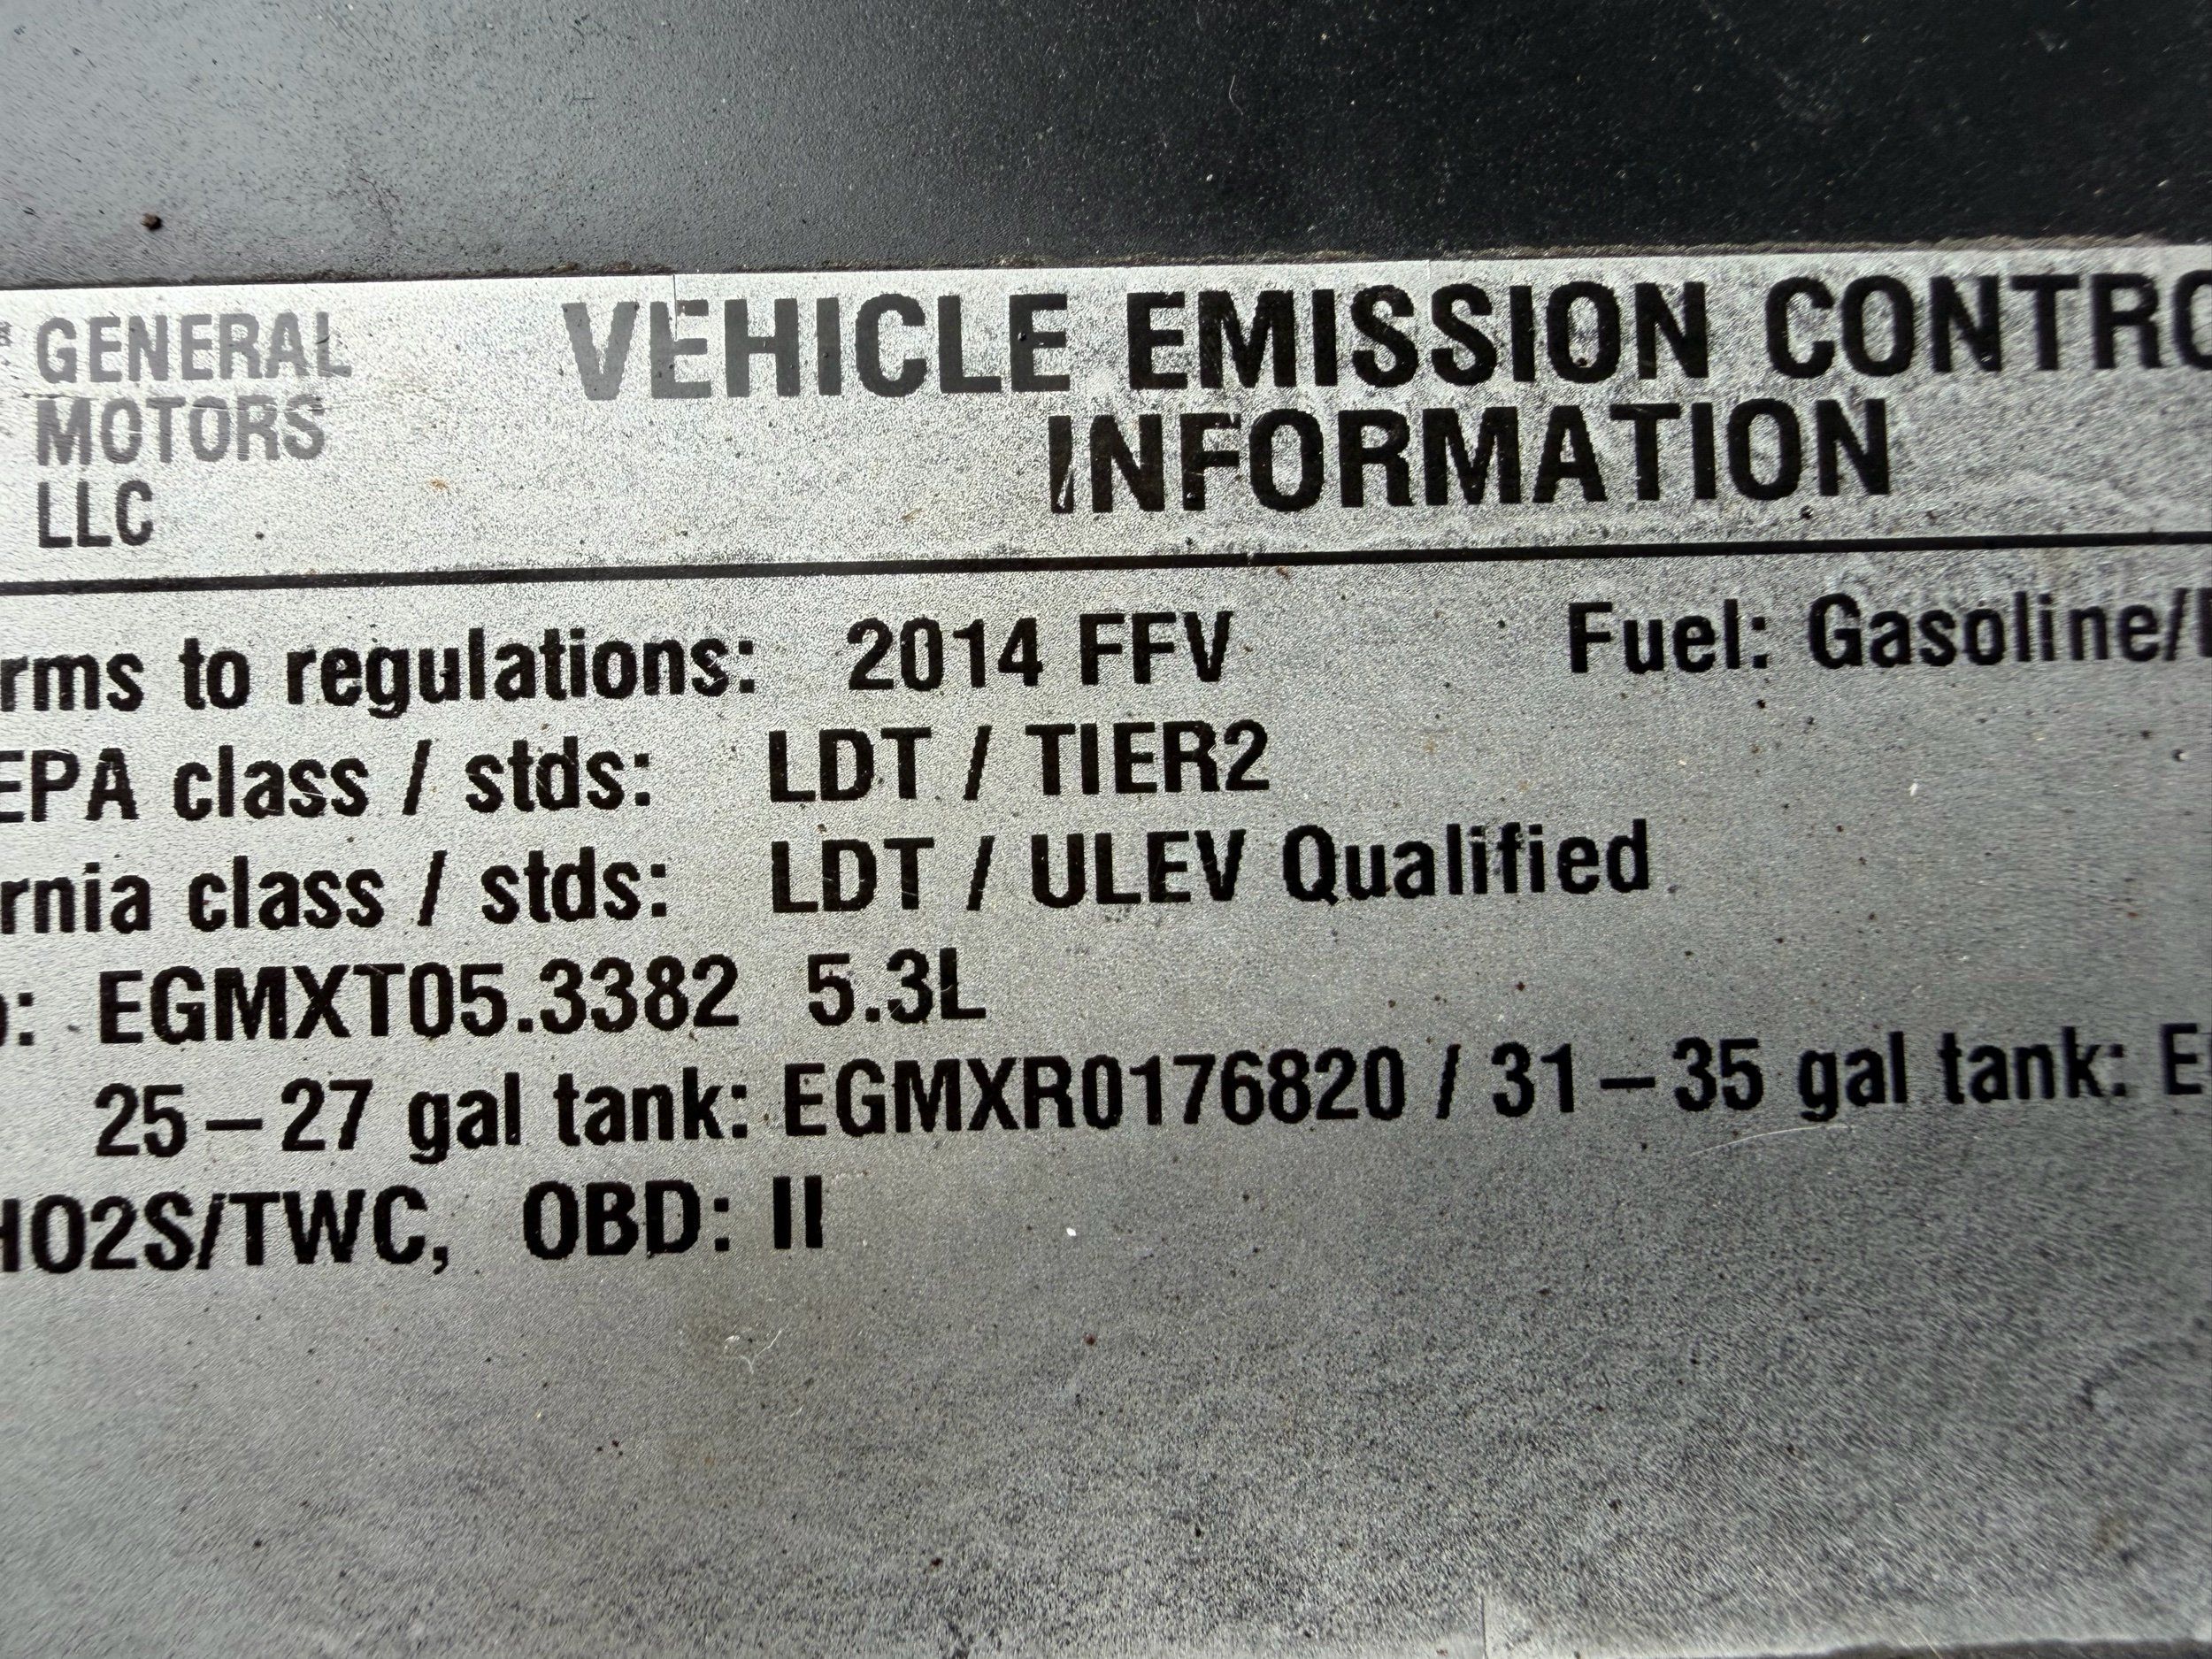 GENERAL MOTORS LLC
VEHICLE EMISSION CONTRO
INFORMATION
rms to regulations: 2014 FFV Fuel: Gasoline/
EPA class / stds: LDT / TIER2
rnia class / stds: LDT / ULEV Qualified
: EGMXT05.3382 5.3L
25–27 gal tank: EGMXR0176820 / 31–35 gal tank: E
HO2S/TWC, OBD: II